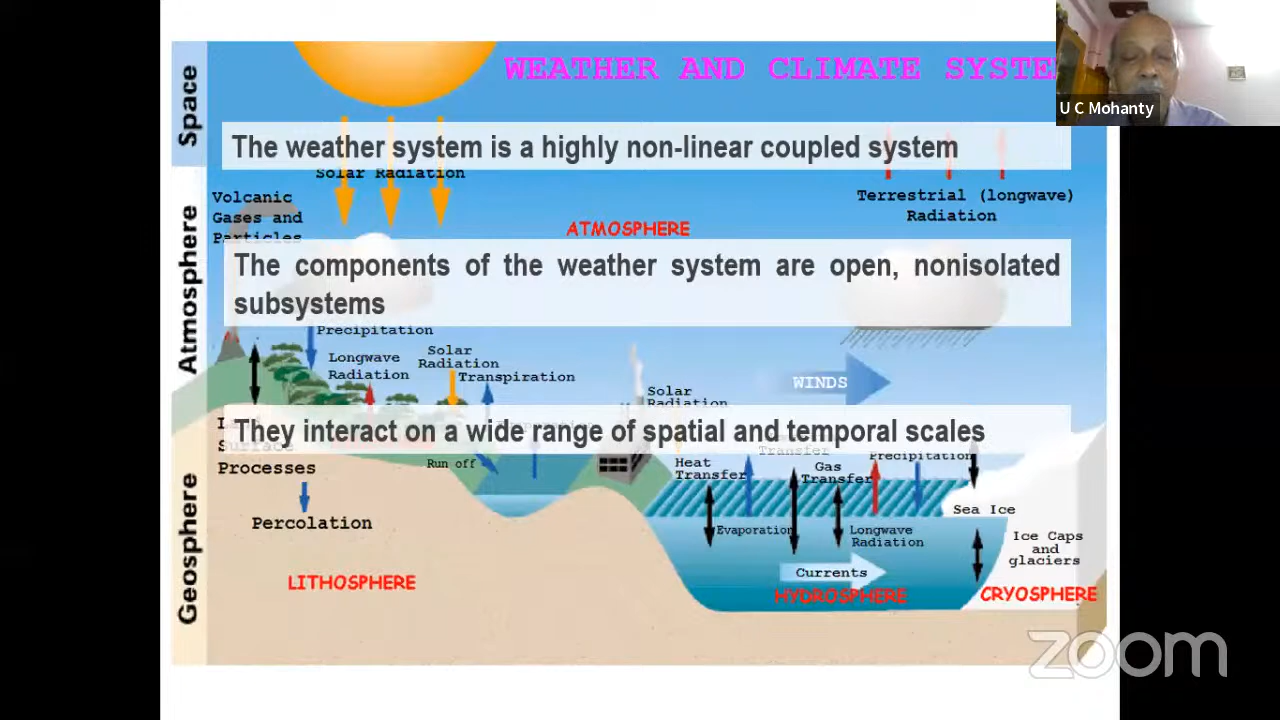 WEATHER AND CLIMATE SYSTE
U C Mohanty
Space
The weather system is a highly non-linear coupled system
Solar Radiation
Volcanic
Gases and
Particles
Terrestrial (longwave)
Radiation
ATMOSPHERE
Atmosphere
The components of the weather system are open, nonisolated
subsystems
Precipitation
Longwave
Radiation
Solar
Radiation
Transpiration
WINDS
Solar
Radiation
They interact on a wide range of spatial and temporal scales
Surface
Processes
Run off
Heat
Transfer
Transfer
Gas
Transfer
Precipitation
Percolation
Evaporation
Longwave
Radiation
Sea Ice
Ice Caps
and
glaciers
Currents
Geosphere
LITHOSPHERE
HYDROSPHERE
CRYOSPHERE
zoom